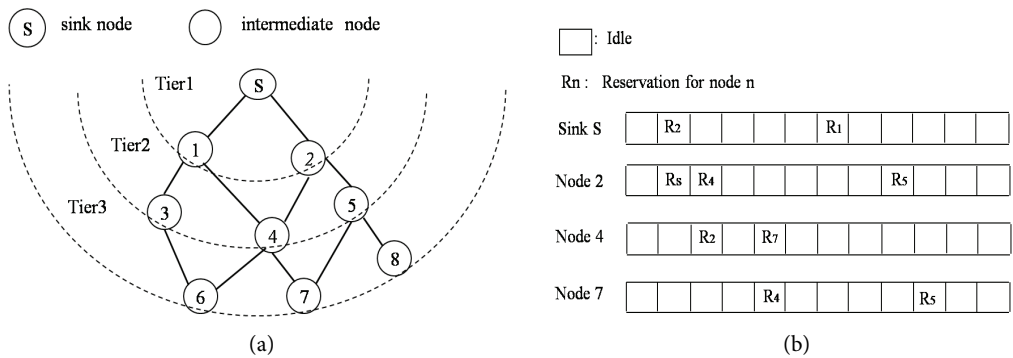 S sink node intermediate node
Tier1
S
Tier2
1
2
Tier3
3
4
5
8
6
7
(a)
: Idle
Rn : Reservation for node n
Sink S R2 R1
Node 2 Rs R4 R5
Node 4 R2 R7
Node 7 R4 R5
(b)